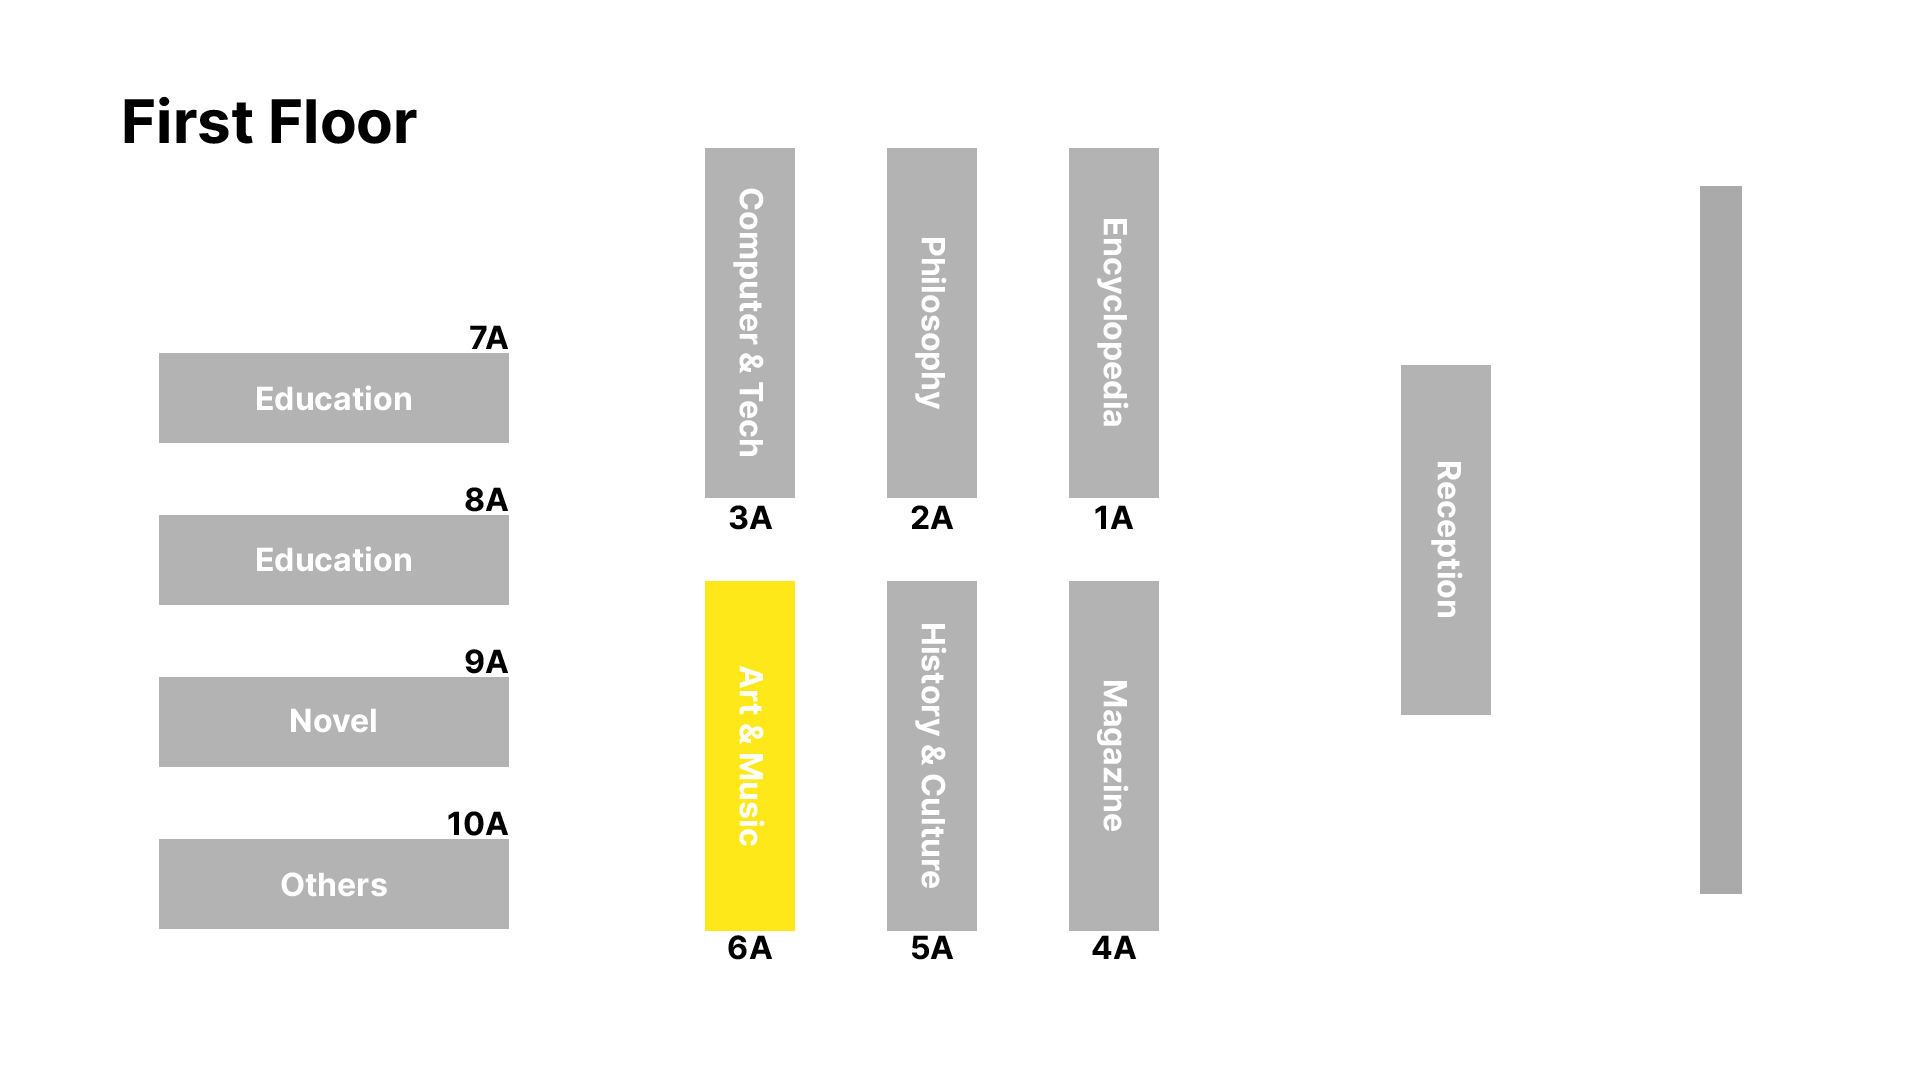 First Floor
7A
Education
8A
Education
9A
Novel
10A
Others
Computer & Tech
3A
Philosophy
2A
Encyclopedia
1A
Art & Music
6A
History & Culture
5A
Magazine
4A
Reception